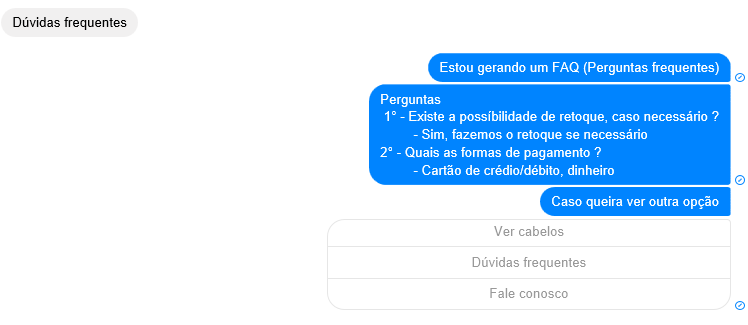 Dúvidas frequentes
Estou gerando um FAQ (Perguntas frequentes)
Perguntas
1° - Existe a possíbilidade de retoque, caso necessário ?
- Sim, fazemos o retoque se necessário
2° - Quais as formas de pagamento ?
- Cartão de crédio/débito, dinheiro
Caso queira ver outra opção
Ver cabelos
Dúvidas frequentes
Fale conosco